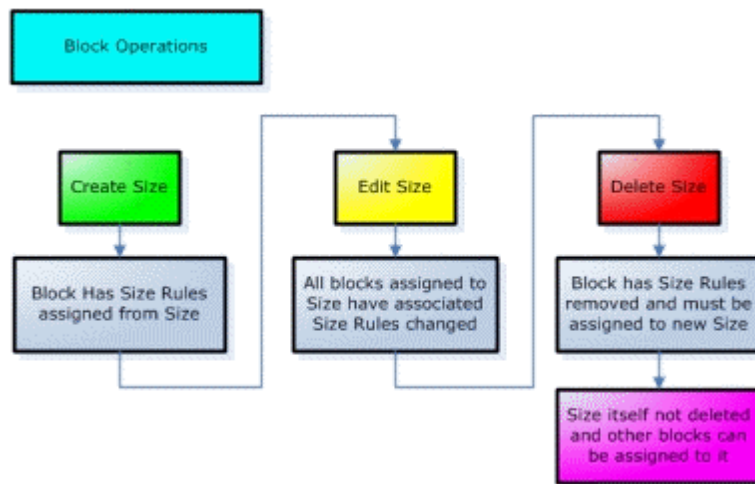 Block Operations
Create Size
Edit Size
Delete Size
Block Has Size Rules
assigned from Size
All blocks assigned to
Size have associated
Size Rules changed
Block has Size Rules
removed and must be
assigned to new Size
Size itself not deleted
and other blocks can
be assigned to it